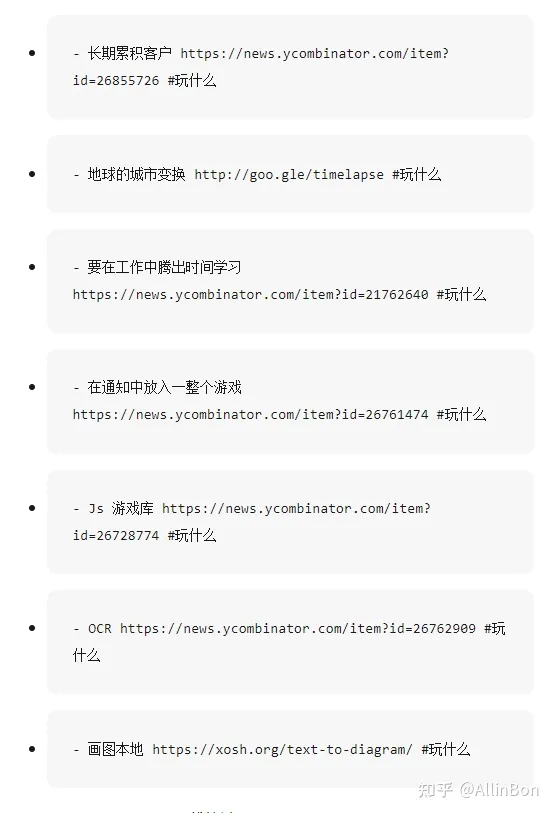 - 长期累积客户 https://news.ycombinator.com/item?
id=26855726 #玩什么
- 地球的城市变换 http://goo.gle/timelapse #玩什么
- 要在工作中腾出时间学习
https://news.ycombinator.com/item?id=21762640 #玩什么
- 在通知中放入一整个游戏
https://news.ycombinator.com/item?id=26761474 #玩什么
- Js 游戏库 https://news.ycombinator.com/item?
id=26728774 #玩什么
- OCR https://news.ycombinator.com/item?id=26762909 #玩
什么
- 画图本地 https://xosh.org/text-to-diagram/ #玩什么
知乎 @AllinBon